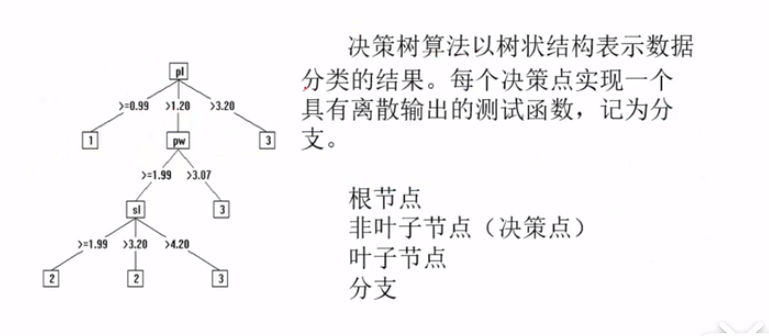 决策树算法以树状结构表示数据
分类的结果。每个决策点实现一个
具有离散输出的测试函数，记为分
支。
根节点
非叶子节点（决策点）
叶子节点
分支
pl
>=0.99 >1.20 >3.20
1 pw 3
>=1.99 >3.07
sl 3
>=1.99 >3.20 >4.20
2 2 3